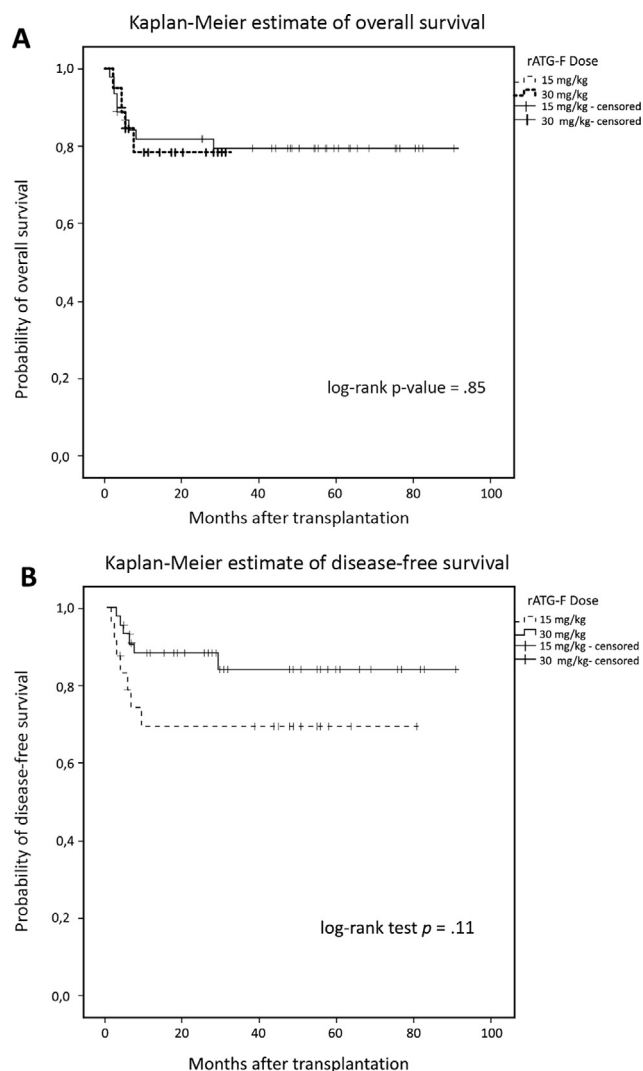 A
Kaplan-Meier estimate of overall survival
rATG-F Dose
15 mg/kg
30 mg/kg
15 mg/kg - censored
30 mg/kg- censored
Probability of overall survival
1,0
0,8
0,6
0,4
0,2
0,0
log-rank p-value = .85
0 20 40 60 80 100
Months after transplantation
B
Kaplan-Meier estimate of disease-free survival
rATG-F Dose
15 mg/kg
30 mg/kg
15 mg/kg - censored
30 mg/kg- censored
Probability of disease-free survival
1,0
0,8
0,6
0,4
0,2
0,0
log-rank test p = .11
0 20 40 60 80 100
Months after transplantation